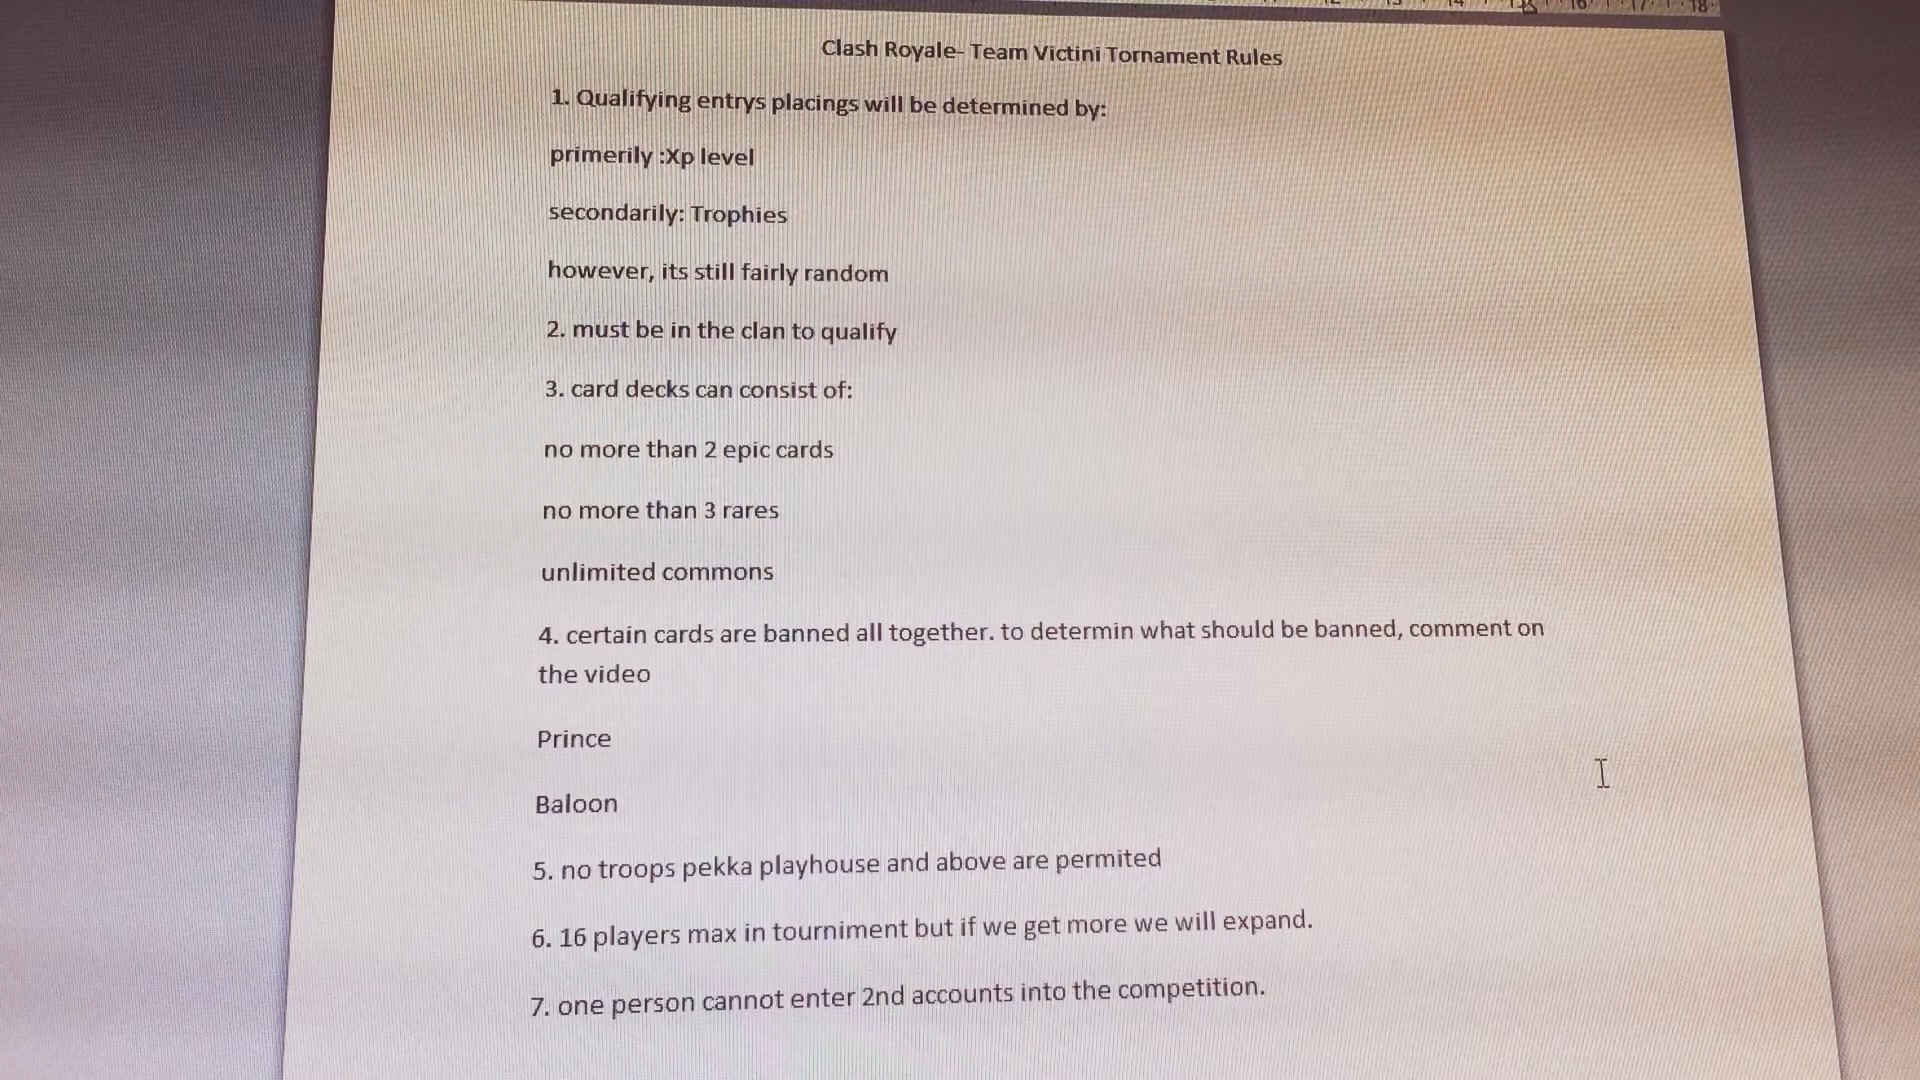 Clash Royale- Team Victini Tornament Rules
1. Qualifying entrys placings will be determined by:
primerily :Xp level
secondarily: Trophies
however, its still fairly random
2. must be in the clan to qualify
3. card decks can consist of:
no more than 2 epic cards
no more than 3 rares
unlimited commons
4. certain cards are banned all together. to determin what should be banned, comment on
the video
Prince
Baloon
5. no troops pekka playhouse and above are permited
6. 16 players max in tourniment but if we get more we will expand.
7. one person cannot enter 2nd accounts into the competition.